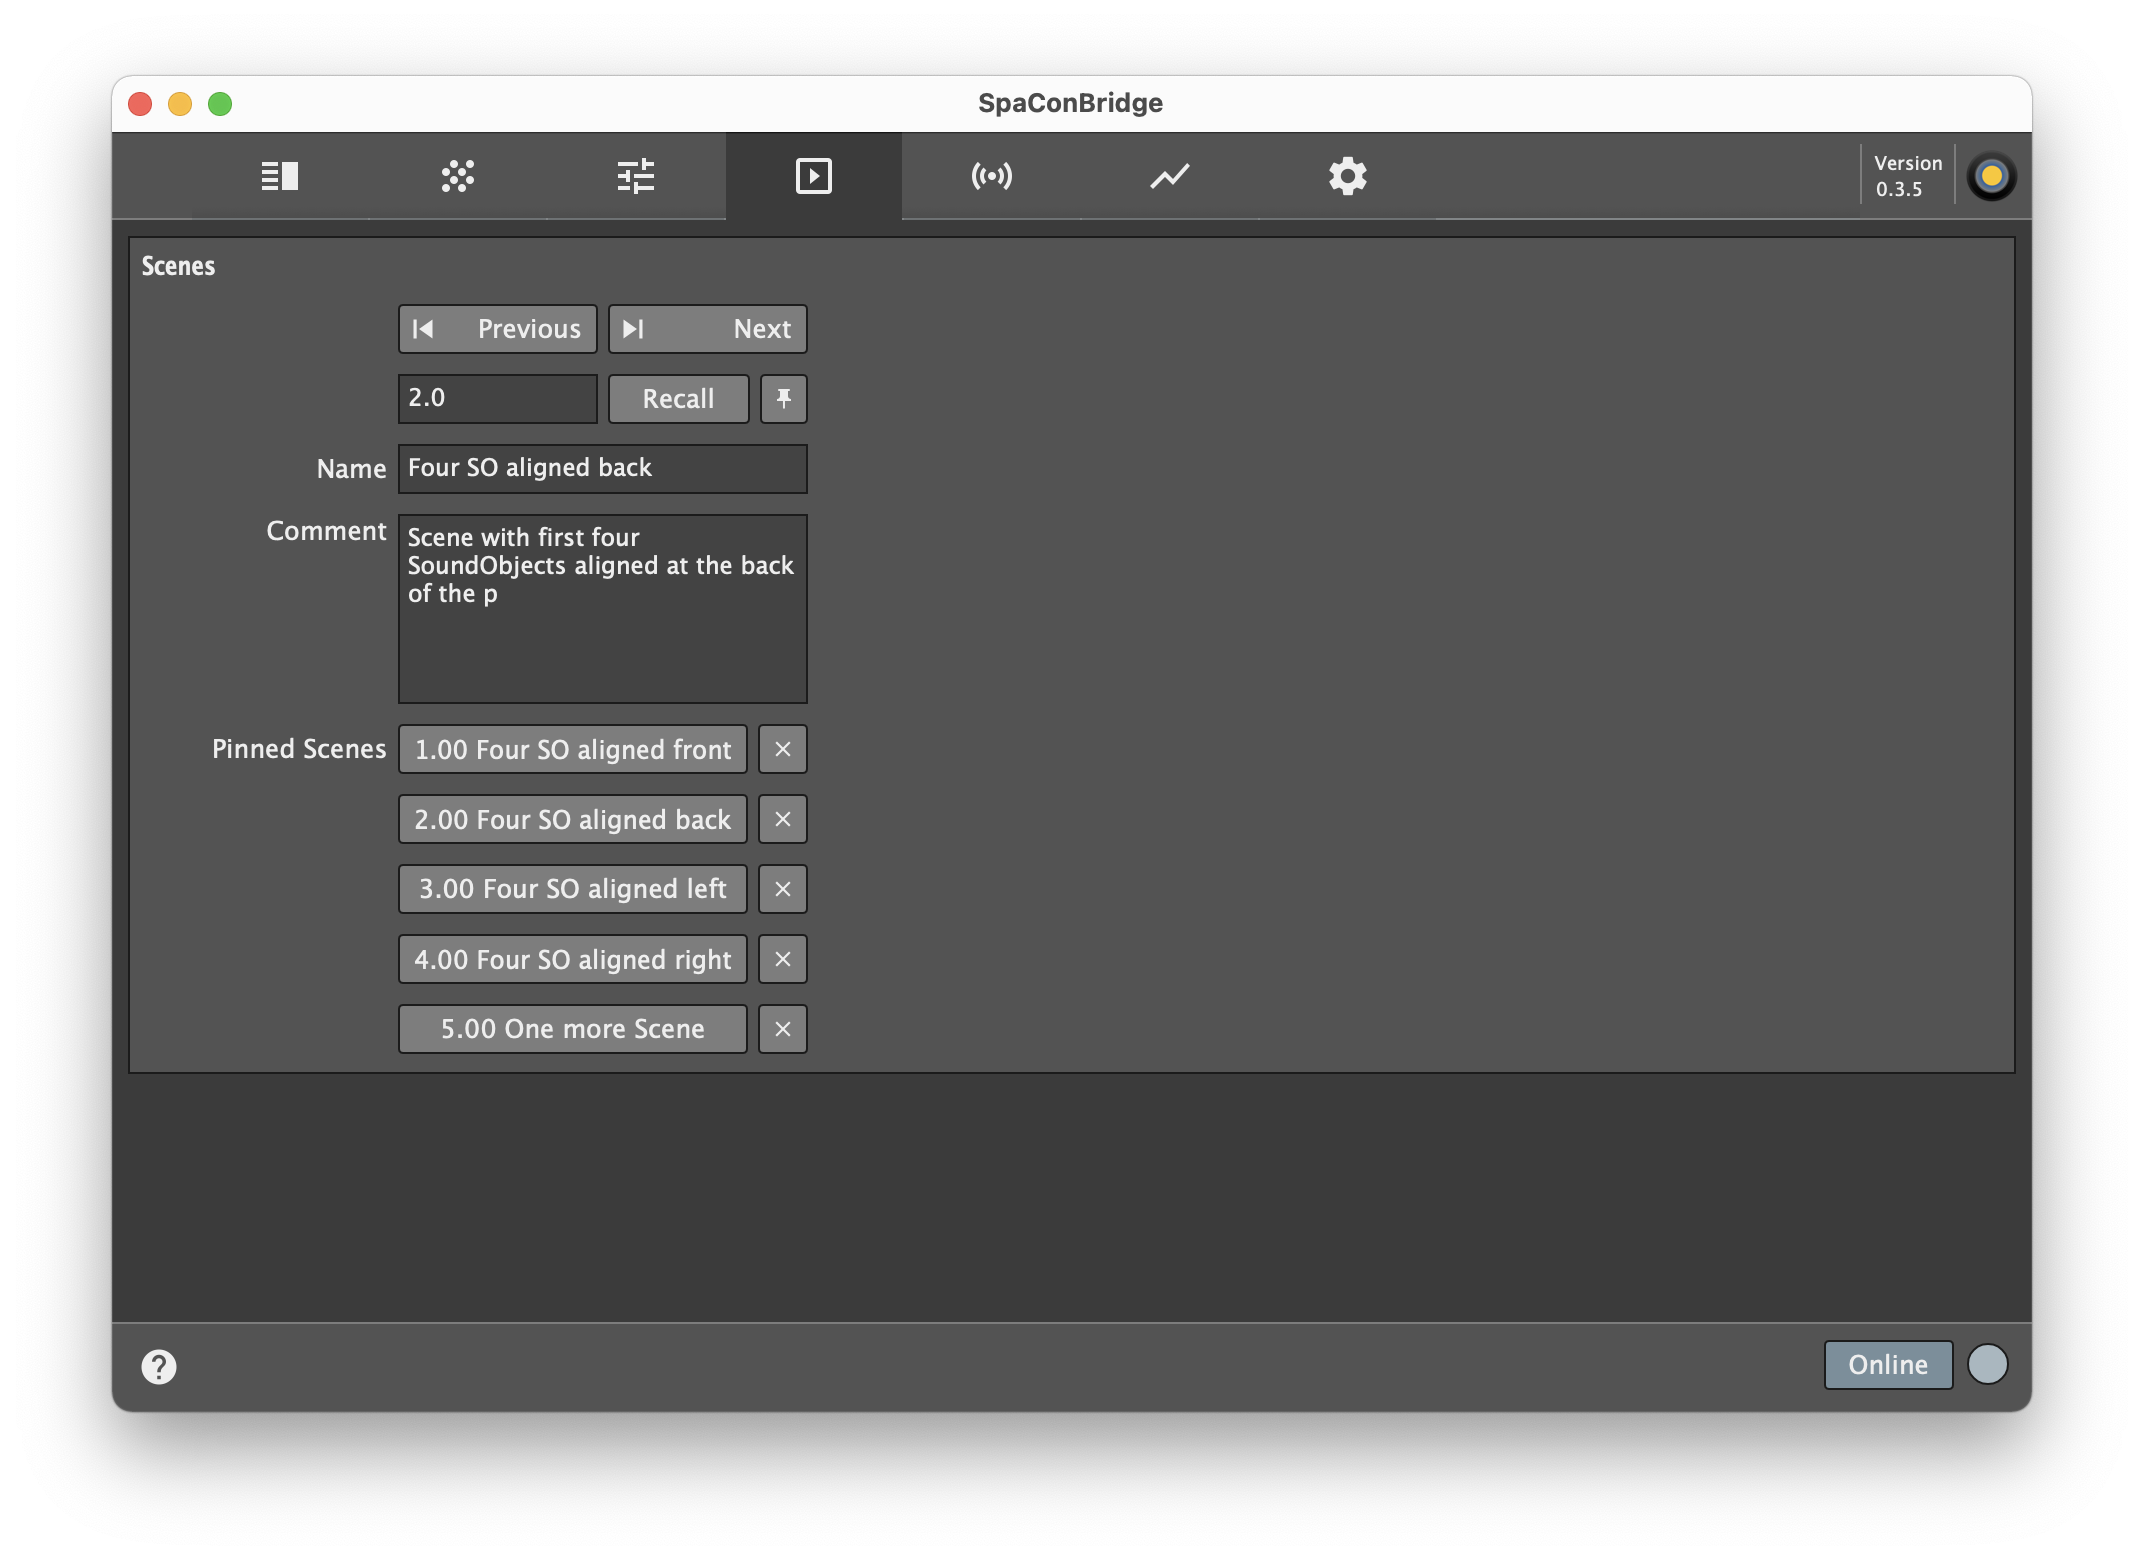 SpaConBridge
Version
0.3.5
Scenes
Previous
Next
2.0
Recall
Name
Four SO aligned back
Comment
Scene with first four
SoundObjects aligned at the back
of the p
Pinned Scenes
1.00 Four SO aligned front
2.00 Four SO aligned back
3.00 Four SO aligned left
4.00 Four SO aligned right
5.00 One more Scene
?
Online